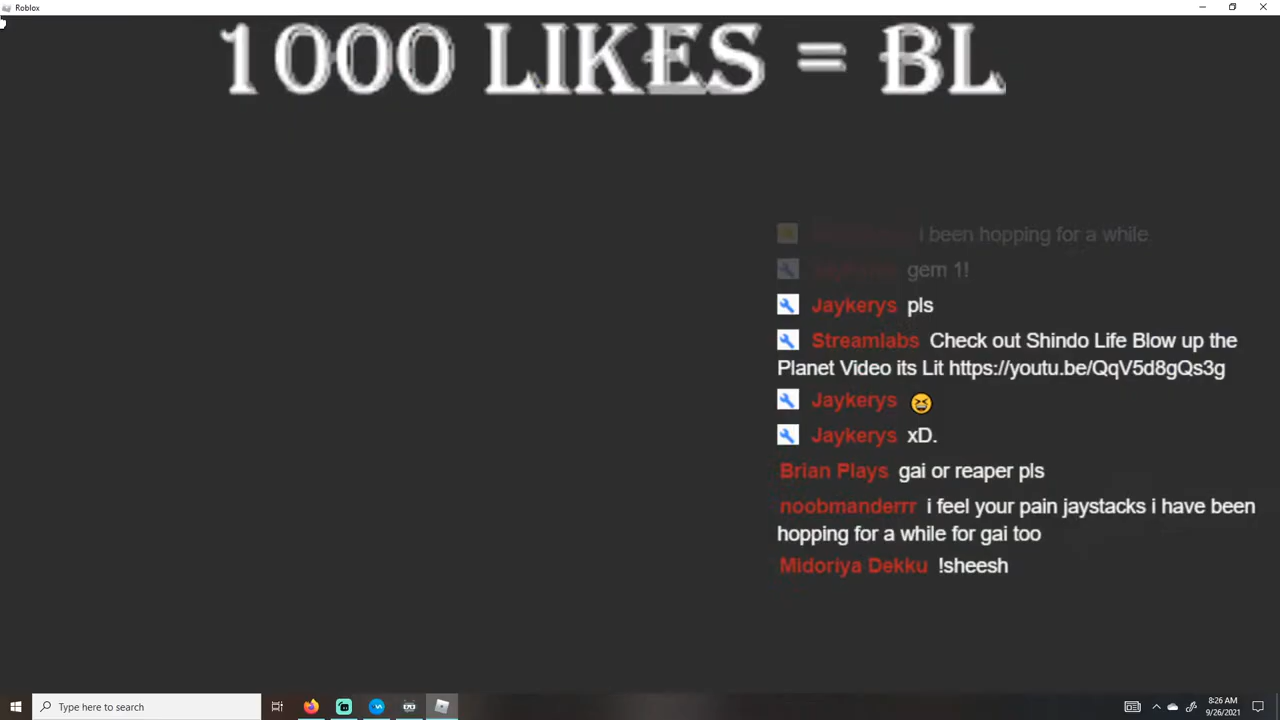 Roblox
1000 LIKES = BL
i been hopping for a while
gem 1!
Jaykerys pls
Streamlabs Check out Shindo Life Blow up the
Planet Video its Lit https://youtu.be/QqV5d8gQs3g
Jaykerys 😆
Jaykerys xD.
Brian Plays gai or reaper pls
noobmanderrr i feel your pain jaystacks i have been
hopping for a while for gai too
Midoriya Dekku !sheesh
Type here to search
8:26 AM
9/26/2021